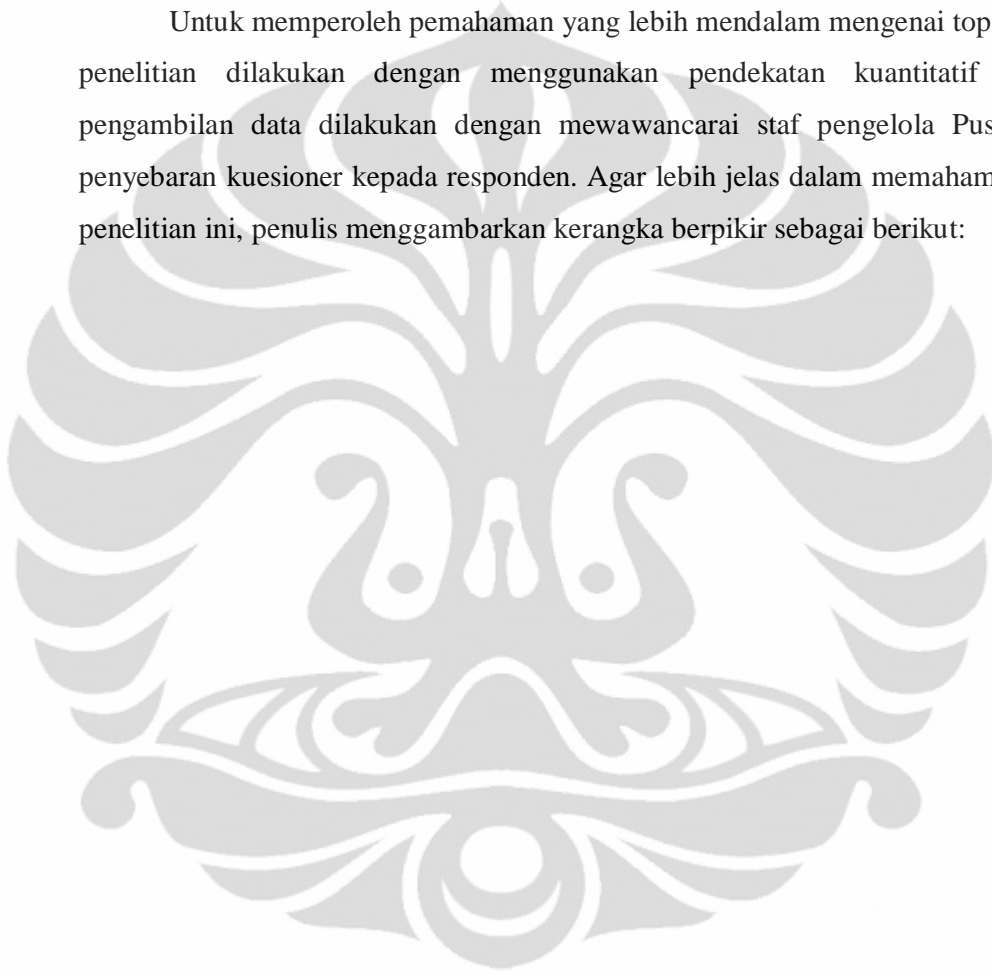 Untuk memperoleh pemahaman yang lebih mendalam mengenai top
penelitian dilakukan dengan menggunakan pendekatan kuantitatif
pengambilan data dilakukan dengan mewawancarai staf pengelola Pus
penyebaran kuesioner kepada responden. Agar lebih jelas dalam memaham
penelitian ini, penulis menggambarkan kerangka berpikir sebagai berikut: